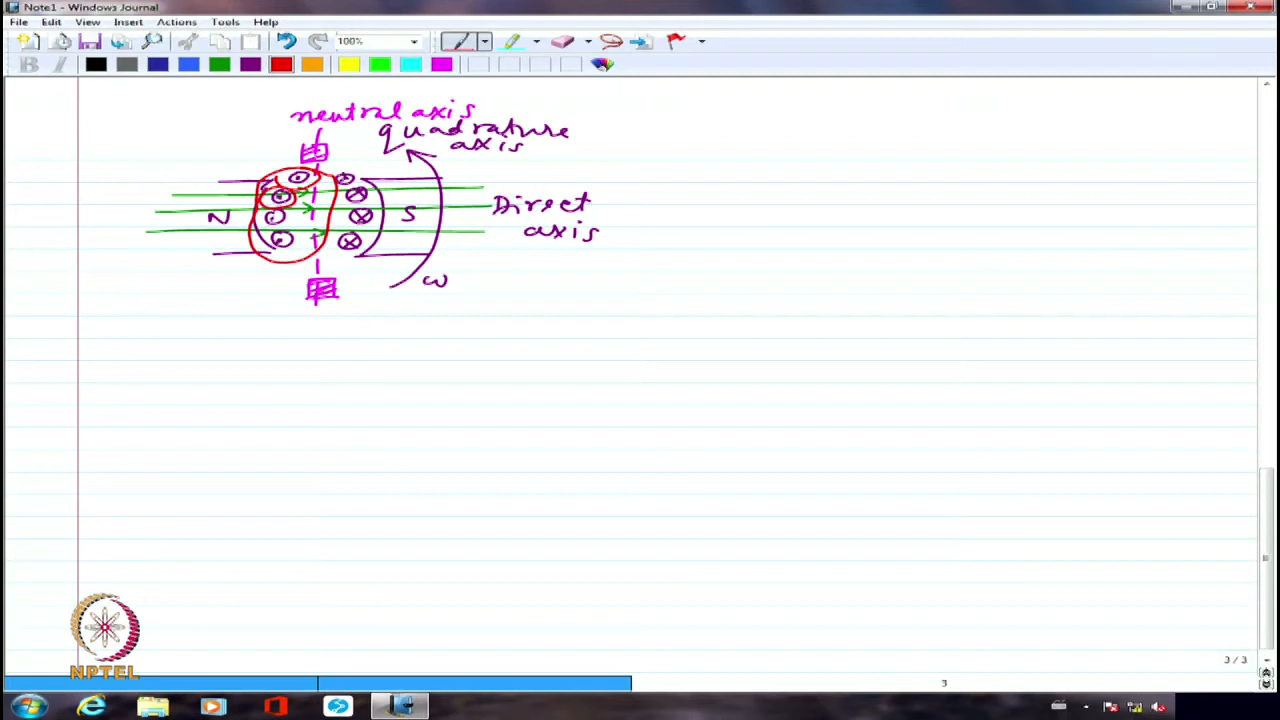 Note1 - Windows Journal
File Edit View Insert Actions Tools Help
100%
B I
neutral axis
quadrature
axis
N
S
Direct
axis
ω
NPTEL
3 / 3
3